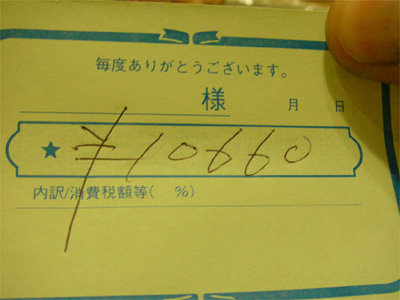 毎度ありがとうございます。
様 月 日
★ ¥10660
内訳/消費税額等( %)